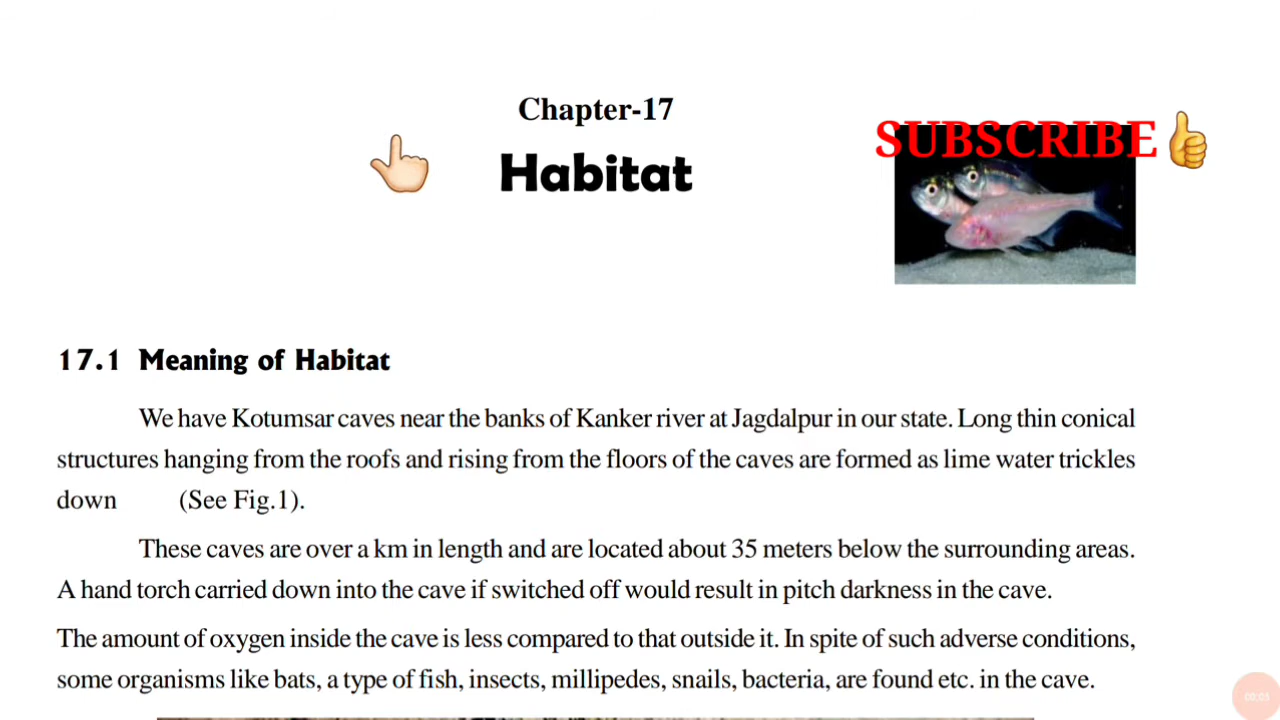 Chapter-17
SUBSCRIBE
Habitat
17.1 Meaning of Habitat
We have Kotumsar caves near the banks of Kanker river at Jagdalpur in our state. Long thin conical
structures hanging from the roofs and rising from the floors of the caves are formed as lime water trickles
down (See Fig.1).
These caves are over a km in length and are located about 35 meters below the surrounding areas.
A hand torch carried down into the cave if switched off would result in pitch darkness in the cave.
The amount of oxygen inside the cave is less compared to that outside it. In spite of such adverse conditions,
some organisms like bats, a type of fish, insects, millipedes, snails, bacteria, are found etc. in the cave.